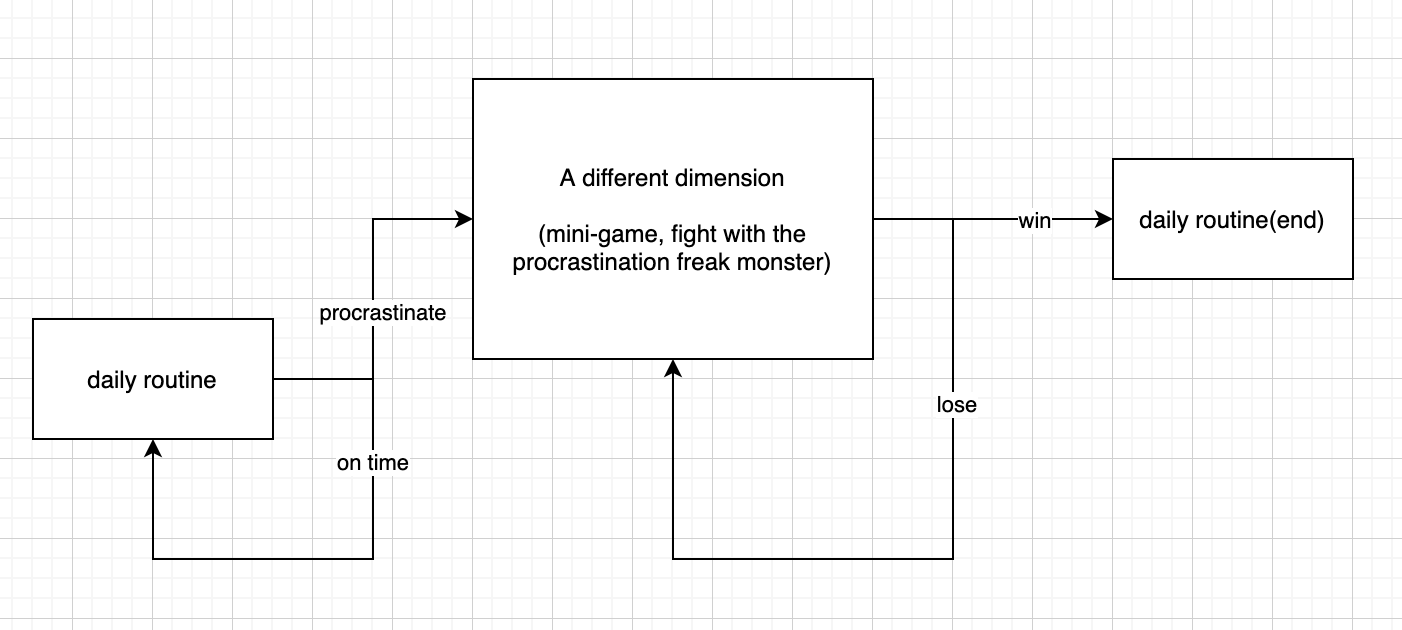 A different dimension
(mini-game, fight with the
procrastination freak monster)
win
daily routine(end)
procrastinate
daily routine
lose
on time